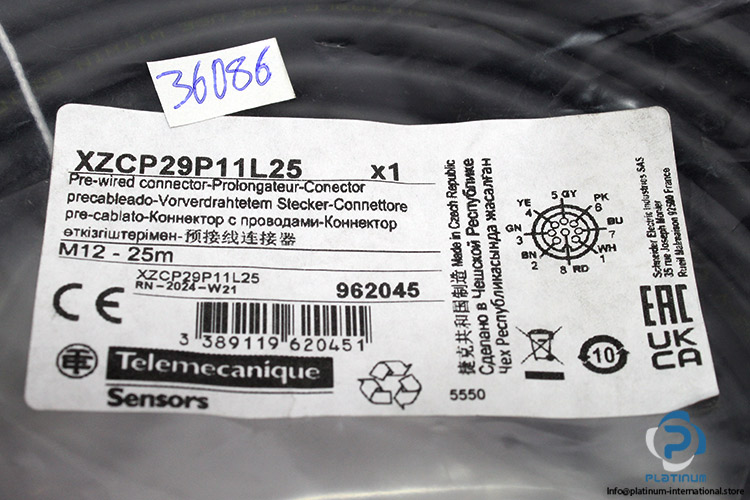 36086
XZCP29P11L25 x1
Pre-wired connector-Prolongateur-Conector
precableado-Vorverdrahtetem Stecker-Connettore
pre-cablato-Коннектор с проводами-Коннектор
өткізгіштерімен-预接线连接器
M12 - 25m
XZCP29P11L25
RN-2024-W21
962045
3 389119 620451
Telemecanique
Sensors
CE
5550
捷克共和国制造 Made in Czech Republic
Сделано в Чешской Республике
Чех Республикасында жасалған
5 GY
YE 4
PK 6
GN 3
BU 7
BN 2
WH 1
8 RD
10
Schneider Electric Industries SAS
35 rue Joseph Monier
Rueil Malmaison 92500 France
EAC
UK
CA
PLATINUM
info@platinum-international.store